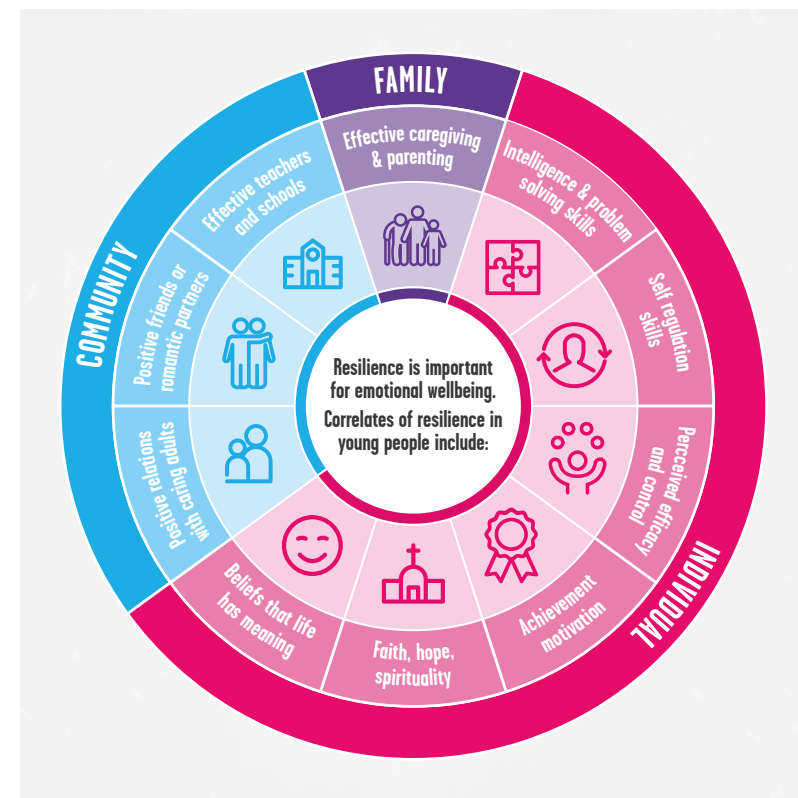 FAMILY
Effective caregiving
& parenting
Intelligence & problem
solving skills
Self regulation
skills
Perceived efficacy
and control
INDIVIDUAL
Achievement
motivation
Faith, hope,
spirituality
Beliefs that life
has meaning
Positive relations
with caring adults
COMMUNITY
Positive friends or
romantic partners
Effective teachers
and schools
Resilience is important
for emotional wellbeing.
Correlates of resilience in
young people include: